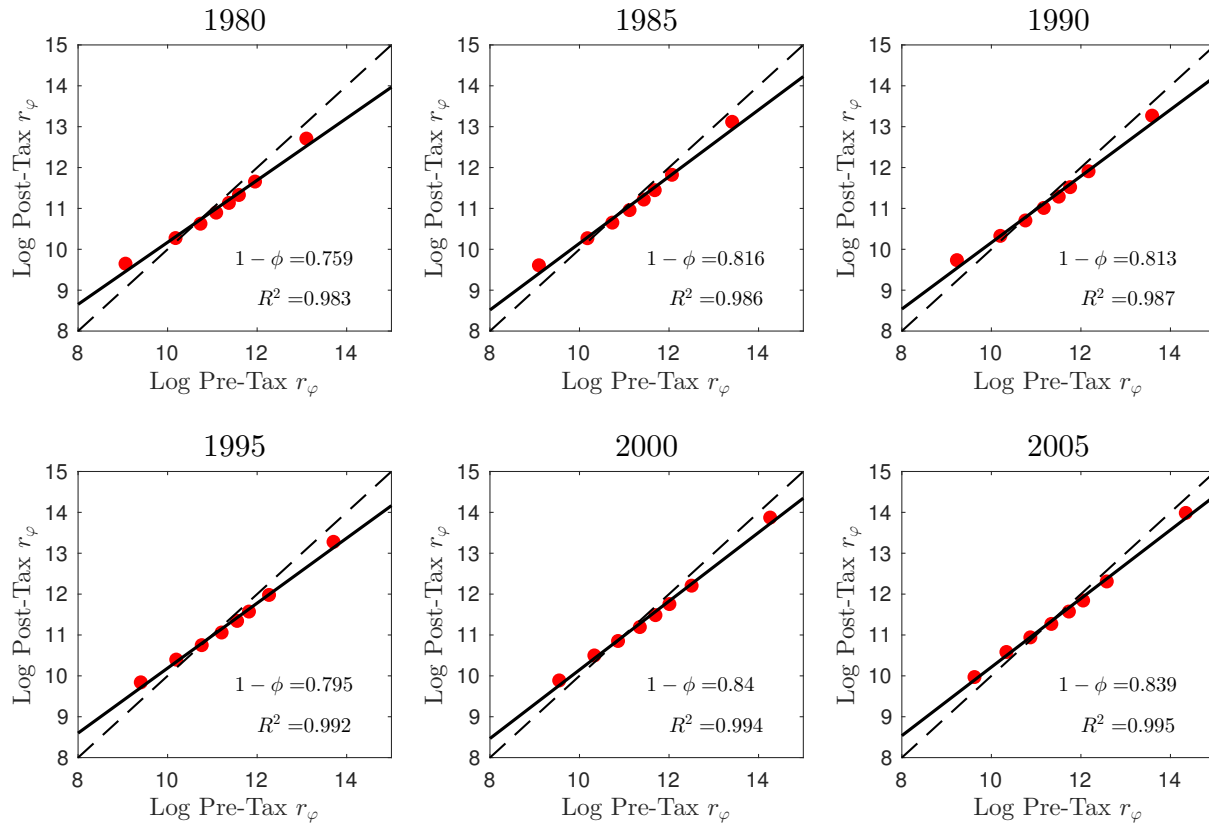 1980
15
14
13
12
11
10
9
8
Log Post-Tax r_φ
1 − ϕ =0.759
R² =0.983
8 10 12 14
Log Pre-Tax r_φ
1985
15
14
13
12
11
10
9
8
Log Post-Tax r_φ
1 − ϕ =0.816
R² =0.986
8 10 12 14
Log Pre-Tax r_φ
1990
15
14
13
12
11
10
9
8
Log Post-Tax r_φ
1 − ϕ =0.813
R² =0.987
8 10 12 14
Log Pre-Tax r_φ
1995
15
14
13
12
11
10
9
8
Log Post-Tax r_φ
1 − ϕ =0.795
R² =0.992
8 10 12 14
Log Pre-Tax r_φ
2000
15
14
13
12
11
10
9
8
Log Post-Tax r_φ
1 − ϕ =0.84
R² =0.994
8 10 12 14
Log Pre-Tax r_φ
2005
15
14
13
12
11
10
9
8
Log Post-Tax r_φ
1 − ϕ =0.839
R² =0.995
8 10 12 14
Log Pre-Tax r_φ